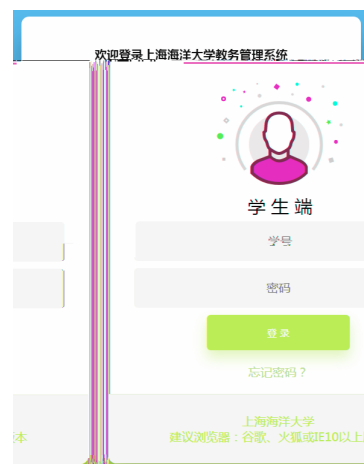 欢迎登录上海海洋大学教务管理系统
学生端
学号
密码
登录
忘记密码？
上海海洋大学
本
建议浏览器：谷歌、火狐或IE10以上